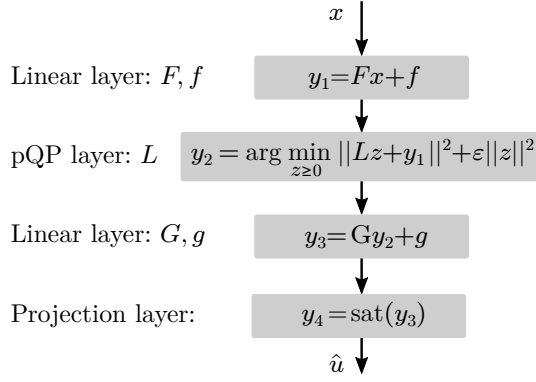 x
Linear layer: F, f y₁=Fx+f
pQP layer: L y₂ = arg min_{z≥0} ||Lz+y₁||²+ε||z||²
Linear layer: G, g y₃=Gy₂+g
Projection layer: y₄=sat(y₃)
û